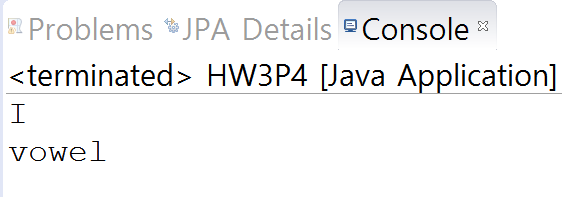 Problems JPA Details Console
<terminated> HW3P4 [Java Application]
I
vowel